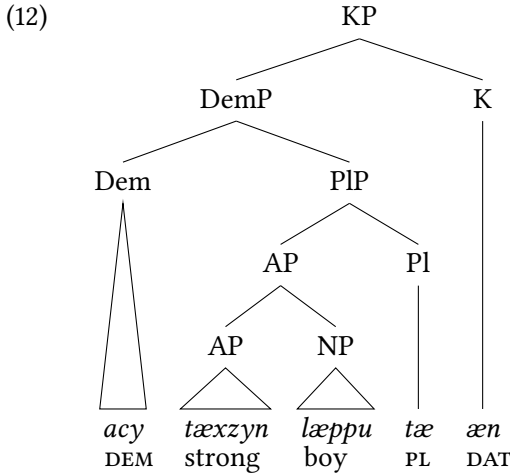 (12) KP
DemP K
Dem PlP
AP Pl
AP NP
acy tæxzyn læppu tæ æn
DEM strong boy PL DAT